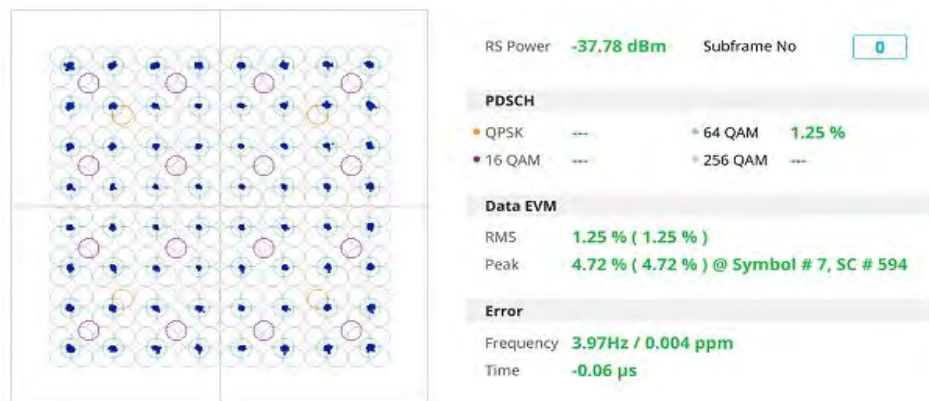 RS Power -37.78 dBm Subframe No 0
PDSCH
QPSK --- 64 QAM 1.25 %
16 QAM --- 256 QAM ---
Data EVM
RMS 1.25 % ( 1.25 % )
Peak 4.72 % ( 4.72 % ) @ Symbol # 7, SC # 594
Error
Frequency 3.97Hz / 0.004 ppm
Time -0.06 µs